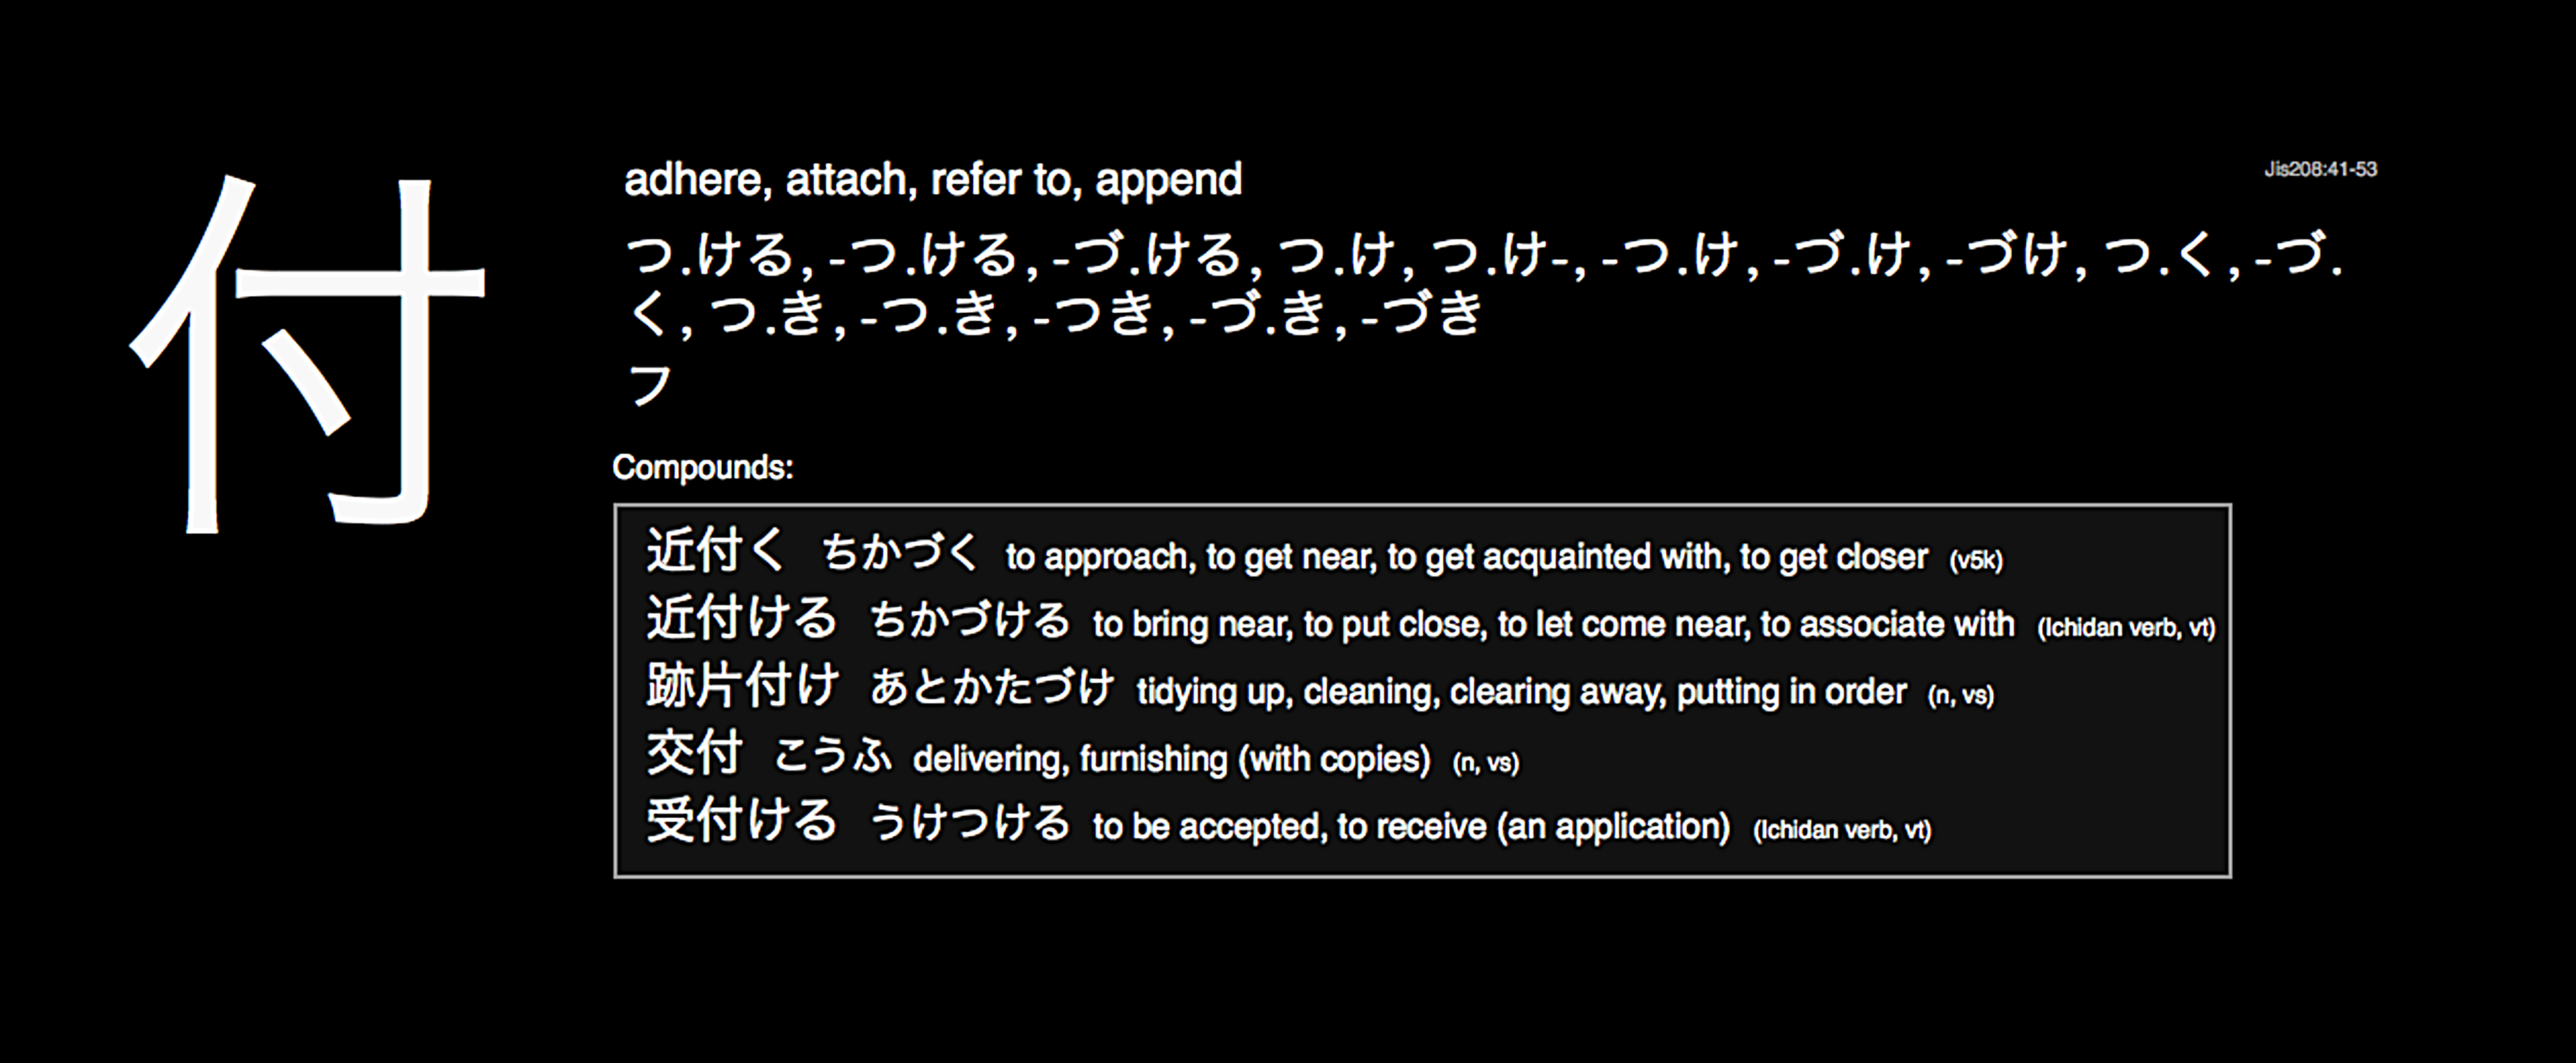 付
adhere, attach, refer to, append
Jis208:41-53
つ.ける, -つ.ける, -づ.ける, つ.け, つ.け-, -つ.け, -づ.け, -づけ, つ.く, -づ.
く, つ.き, -つ.き, -つき, -づ.き, -づき
フ
Compounds:
近付く ちかづく to approach, to get near, to get acquainted with, to get closer (v5k)
近付ける ちかづける to bring near, to put close, to let come near, to associate with (Ichidan verb, vt)
跡片付け あとかたづけ tidying up, cleaning, clearing away, putting in order (n, vs)
交付 こうふ delivering, furnishing (with copies) (n, vs)
受付ける うけつける to be accepted, to receive (an application) (Ichidan verb, vt)